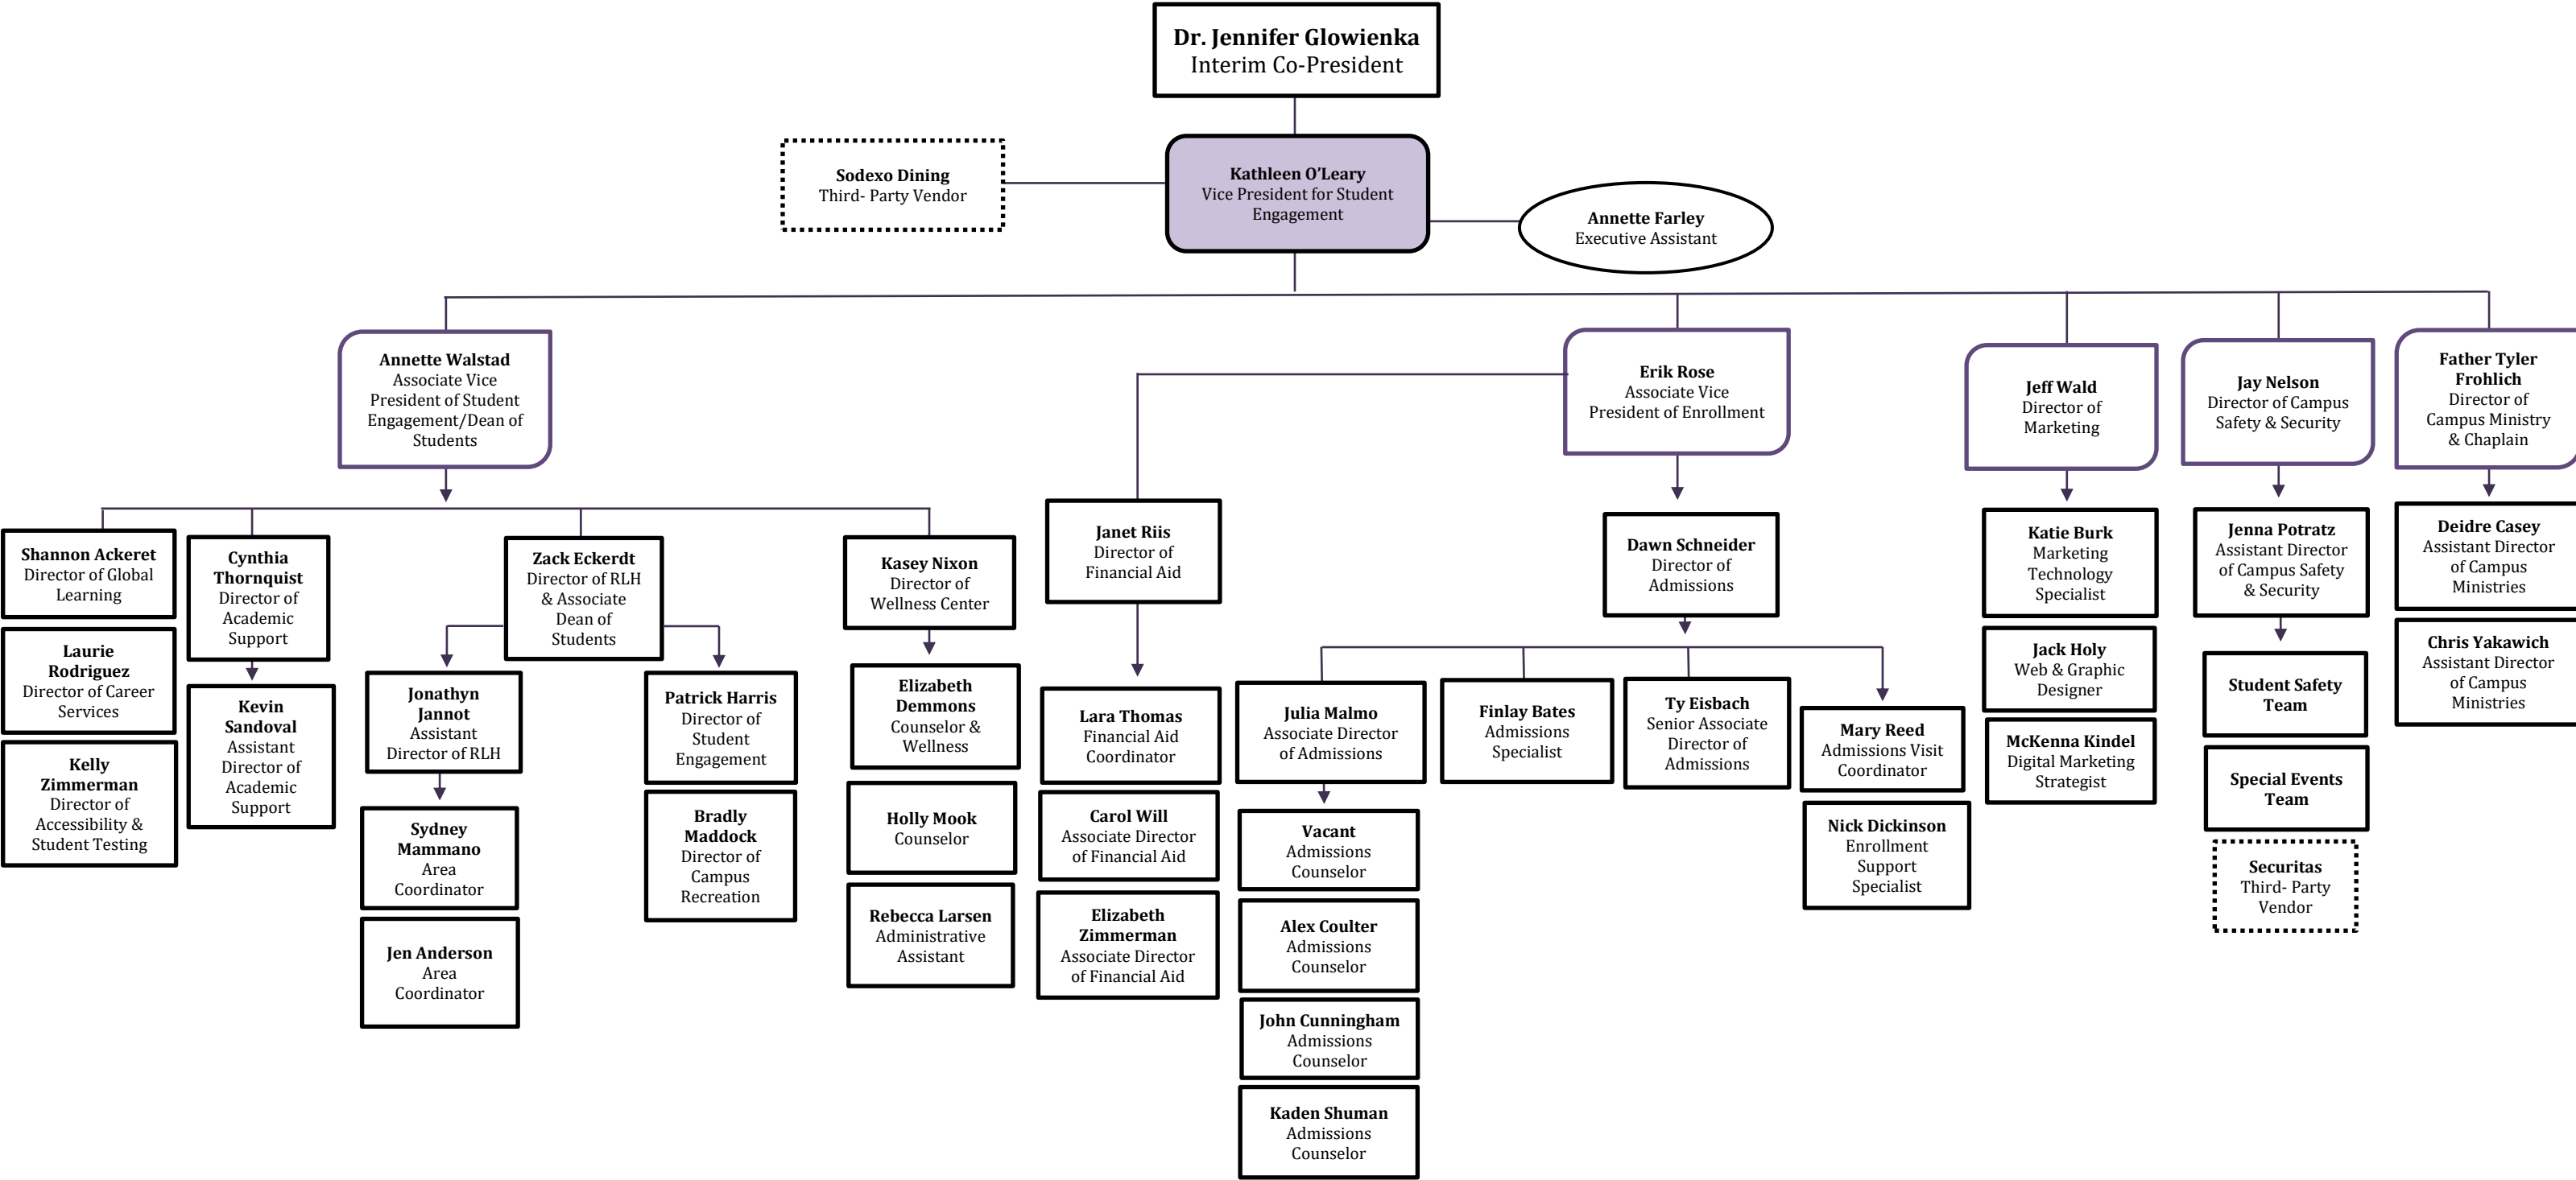 Dr. Jennifer Glowienka
Interim Co-President
Sodexo Dining
Third- Party Vendor
Kathleen O’Leary
Vice President for Student
Engagement
Annette Farley
Executive Assistant
Annette Walstad
Associate Vice
President of Student
Engagement/Dean of
Students
Erik Rose
Associate Vice
President of Enrollment
Jeff Wald
Director of
Marketing
Jay Nelson
Director of Campus
Safety & Security
Father Tyler
Frohlich
Director of
Campus Ministry
& Chaplain
Shannon Ackeret
Director of Global
Learning
Laurie
Rodriguez
Director of Career
Services
Kelly
Zimmerman
Director of
Accessibility &
Student Testing
Cynthia
Thornquist
Director of
Academic
Support
Kevin
Sandoval
Assistant
Director of
Academic
Support
Zack Eckerdt
Director of RLH
& Associate
Dean of
Students
Jonathyn
Jannot
Assistant
Director of RLH
Sydney
Mammano
Area
Coordinator
Jen Anderson
Area
Coordinator
Patrick Harris
Director of
Student
Engagement
Bradly
Maddock
Director of
Campus
Recreation
Kasey Nixon
Director of
Wellness Center
Elizabeth
Demmons
Counselor &
Wellness
Holly Mook
Counselor
Rebecca Larsen
Administrative
Assistant
Janet Riis
Director of
Financial Aid
Lara Thomas
Financial Aid
Coordinator
Carol Will
Associate Director
of Financial Aid
Elizabeth
Zimmerman
Associate Director
of Financial Aid
Dawn Schneider
Director of
Admissions
Julia Malmo
Associate Director
of Admissions
Vacant
Admissions
Counselor
Alex Coulter
Admissions
Counselor
John Cunningham
Admissions
Counselor
Kaden Shuman
Admissions
Counselor
Finlay Bates
Admissions
Specialist
Ty Eisbach
Senior Associate
Director of
Admissions
Mary Reed
Admissions Visit
Coordinator
Nick Dickinson
Enrollment
Support
Specialist
Katie Burk
Marketing
Technology
Specialist
Jack Holy
Web & Graphic
Designer
McKenna Kindel
Digital Marketing
Strategist
Jenna Potratz
Assistant Director
of Campus Safety
& Security
Student Safety
Team
Special Events
Team
Securitas
Third- Party
Vendor
Deidre Casey
Assistant Director
of Campus
Ministries
Chris Yakawich
Assistant Director
of Campus
Ministries